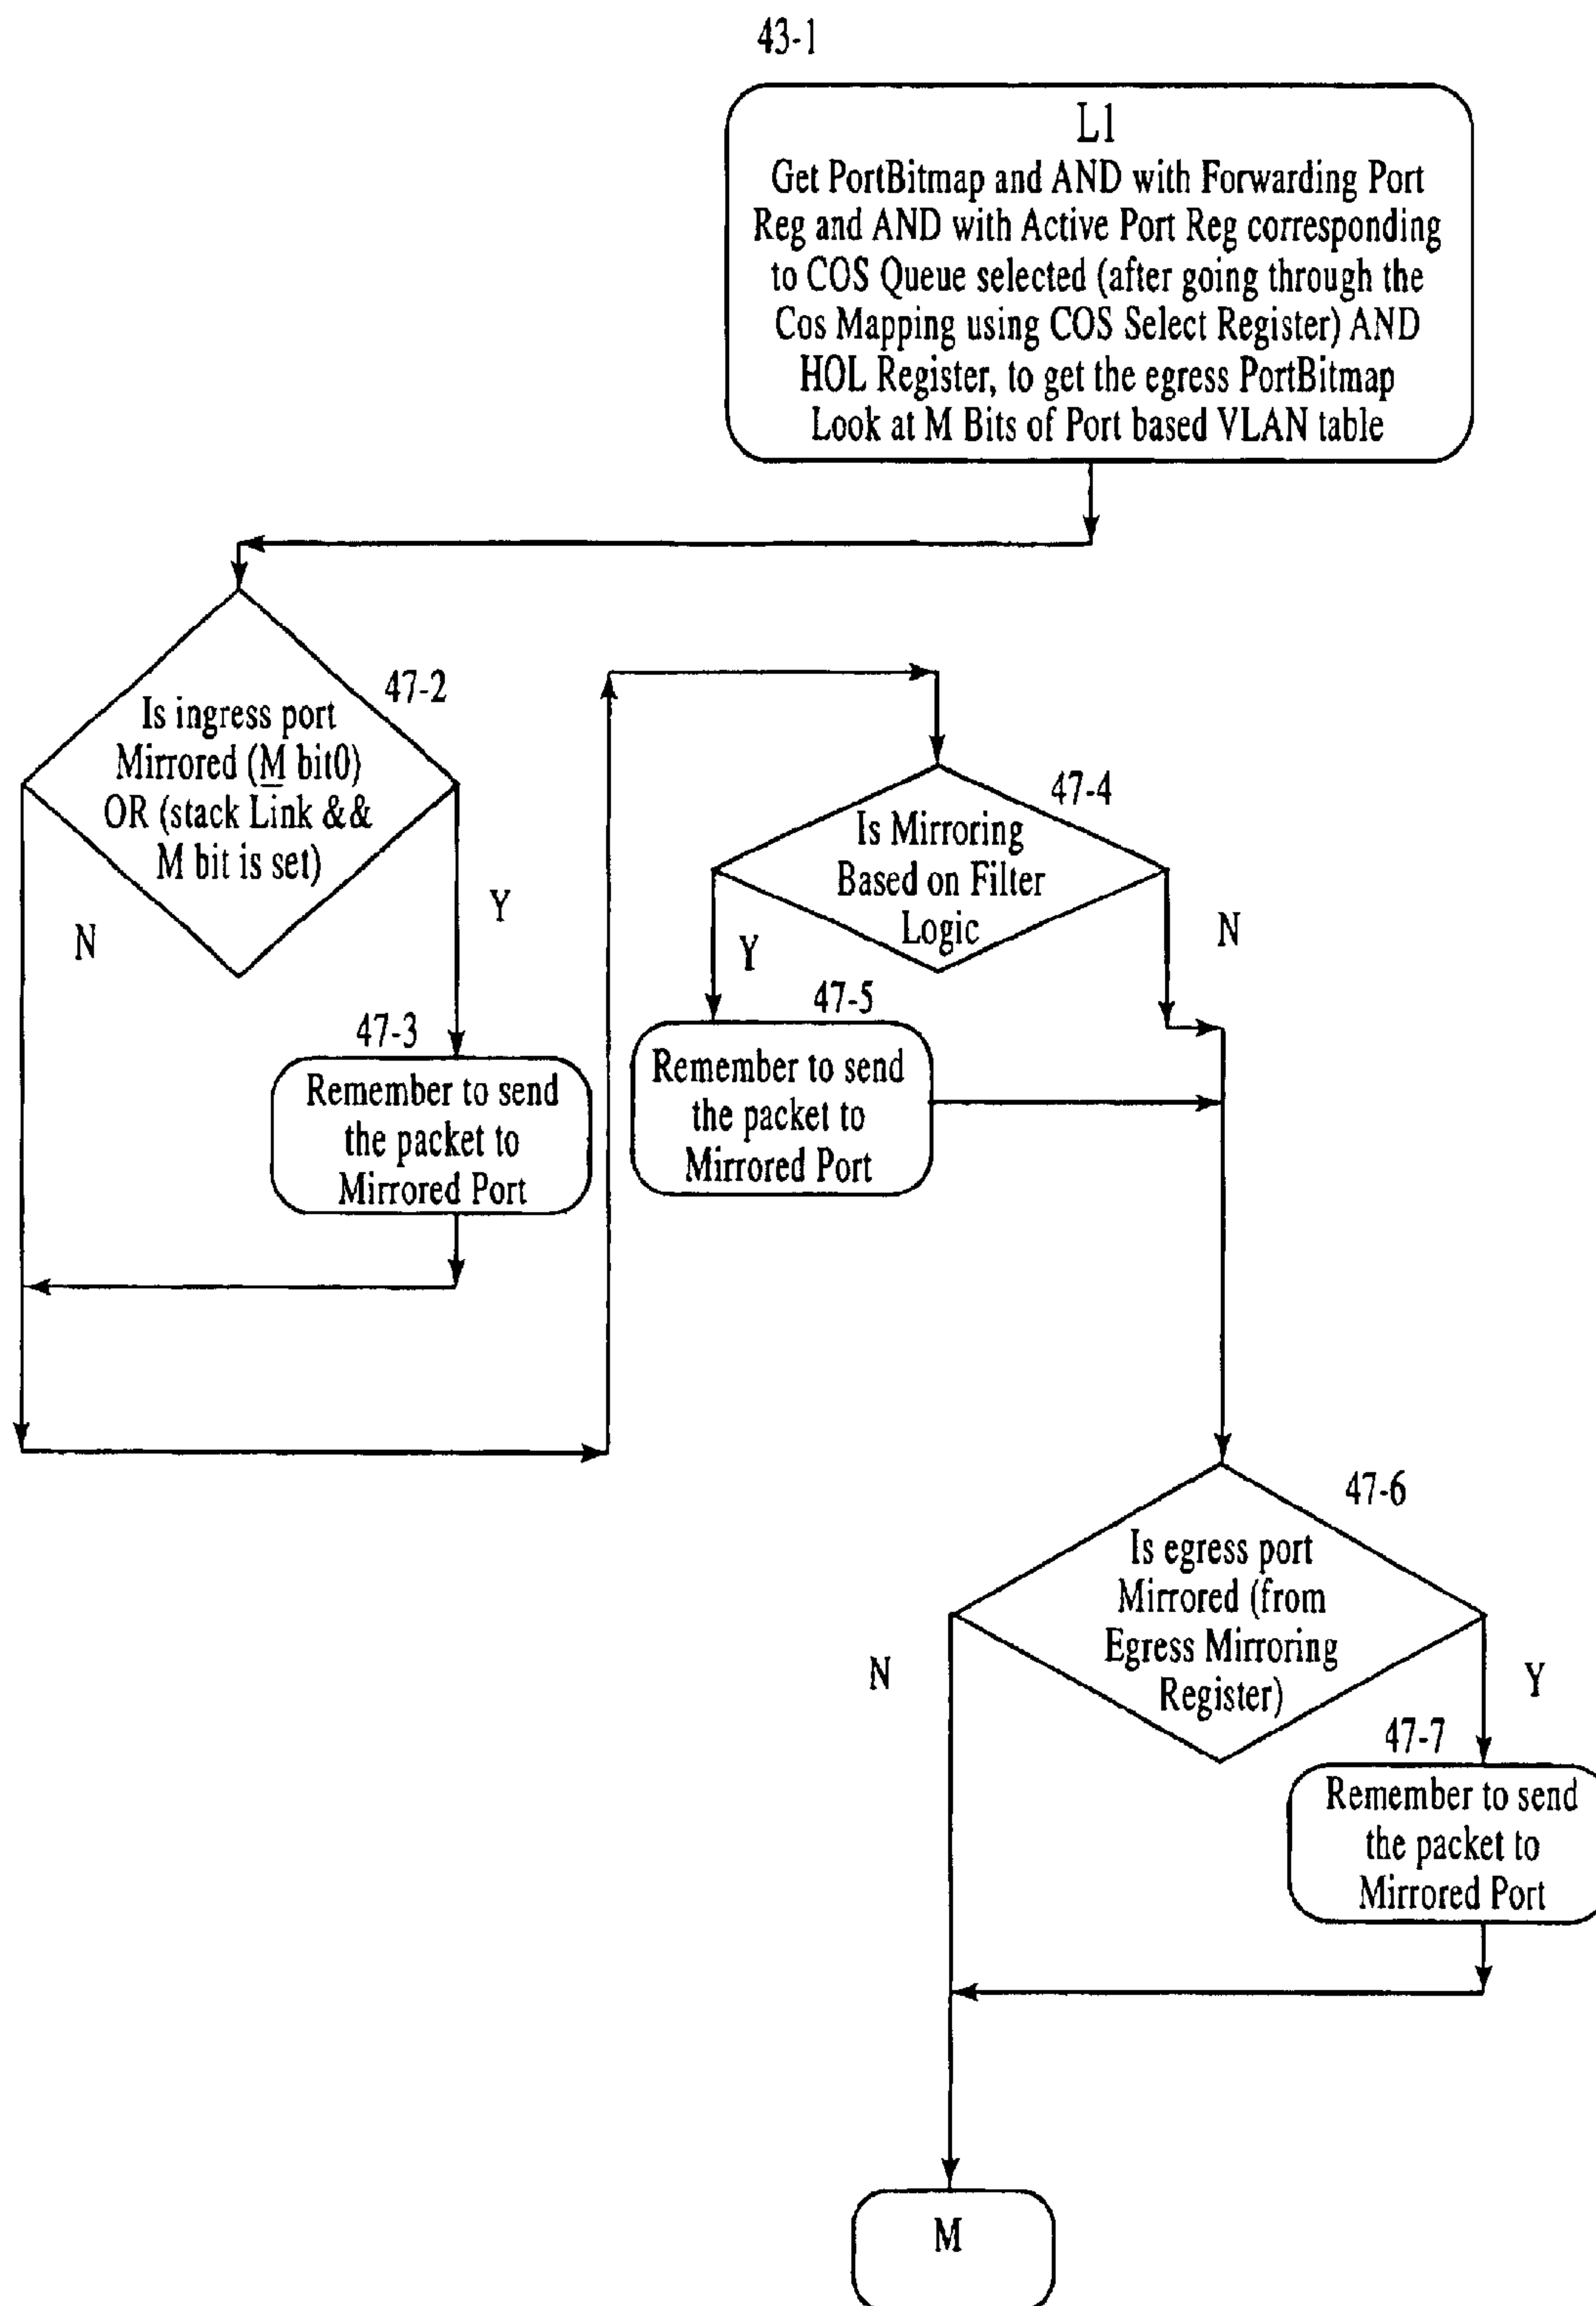 43-1
L1
Get PortBitmap and AND with Forwarding Port
Reg and AND with Active Port Reg corresponding
to COS Queue selected (after going through the
Cos Mapping using COS Select Register) AND
HOL Register, to get the egress PortBitmap
Look at M Bits of Port based VLAN table
47-2
Is ingress port
Mirrored (M bit0)
OR (stack Link &&
M bit is set)
N
Y
47-3
Remember to send
the packet to
Mirrored Port
47-4
Is Mirroring
Based on Filter
Logic
Y
N
47-5
Remember to send
the packet to
Mirrored Port
47-6
Is egress port
Mirrored (from
Egress Mirroring
Register)
N
Y
47-7
Remember to send
the packet to
Mirrored Port
M